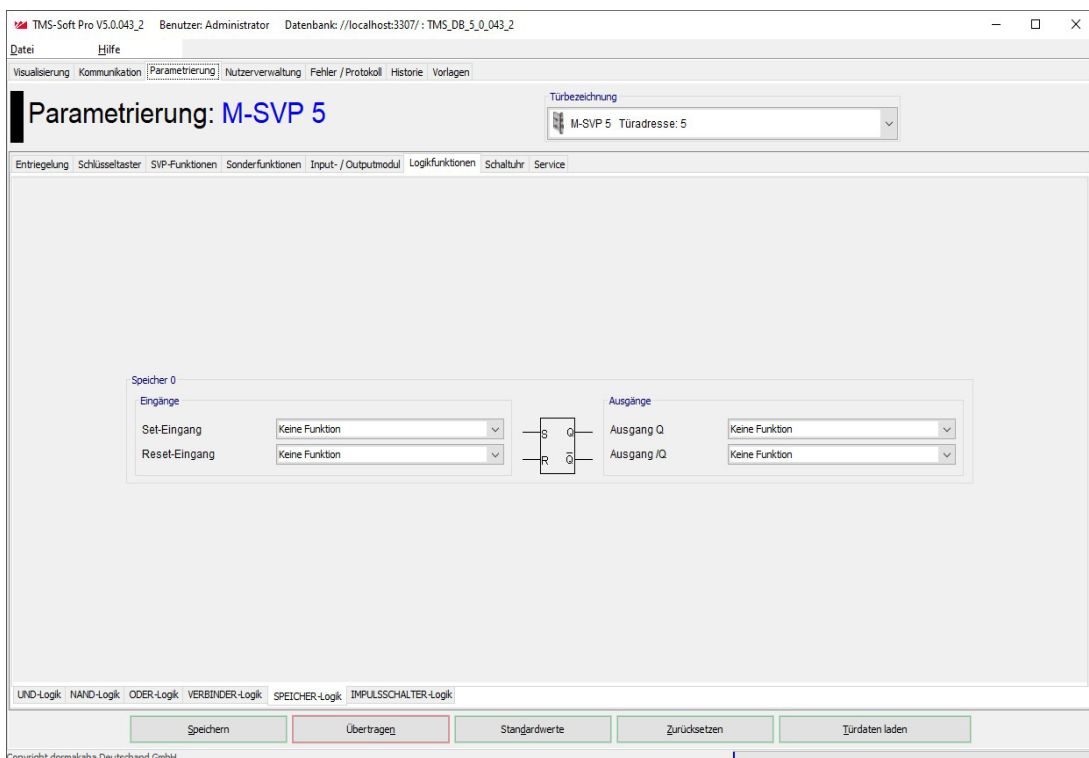 TMS-Soft Pro V5.0.043_2 Benutzer: Administrator Datenbank: //localhost:3307/ : TMS_DB_5_0_043_2
Datei Hilfe
Visualisierung Kommunikation Parametrierung Nutzerverwaltung Fehler / Protokoll Historie Vorlagen
Parametrierung: M-SVP 5
Türbezeichnung
M-SVP 5 Türadresse: 5
Entriegelung Schlüsseltaster SVP-Funktionen Sonderfunktionen Input- / Outputmodul Logikfunktionen Schaltuhr Service
Speicher 0
Eingänge
Set-Eingang Keine Funktion
Reset-Eingang Keine Funktion
S Q
R Q̅
Ausgänge
Ausgang Q Keine Funktion
Ausgang /Q Keine Funktion
UND-Logik NAND-Logik ODER-Logik VERBINDER-Logik SPEICHER-Logik IMPULSSCHALTER-Logik
Speichern Übertragen Standardwerte Zurücksetzen Türdaten laden
Copyright dormakaba Deutschand GmbH